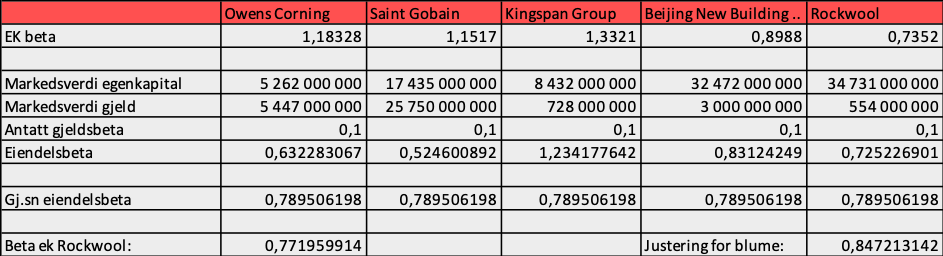 Owens Corning Saint Gobain Kingspan Group Beijing New Building .. Rockwool
EK beta 1,18328 1,1517 1,3321 0,8988 0,7352
Markedsverdi egenkapital 5 262 000 000 17 435 000 000 8 432 000 000 32 472 000 000 34 731 000 000
Markedsverdi gjeld 5 447 000 000 25 750 000 000 728 000 000 3 000 000 000 554 000 000
Antatt gjeldsbeta 0,1 0,1 0,1 0,1 0,1
Eiendelsbeta 0,632283067 0,524600892 1,234177642 0,83124249 0,725226901
Gj.sn eiendelsbeta 0,789506198 0,789506198 0,789506198 0,789506198 0,789506198
Beta ek Rockwool: 0,771959914 Justering for blume: 0,847213142